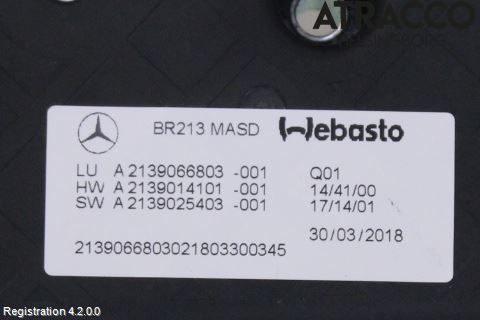 ATRACCO
BR213 MASD Webasto
LU A 2139066803 -001 Q01
HW A 2139014101 -001 14/41/00
SW A 2139025403 -001 17/14/01
30/03/2018
2139066803021803300345
Registration 4.2.0.0